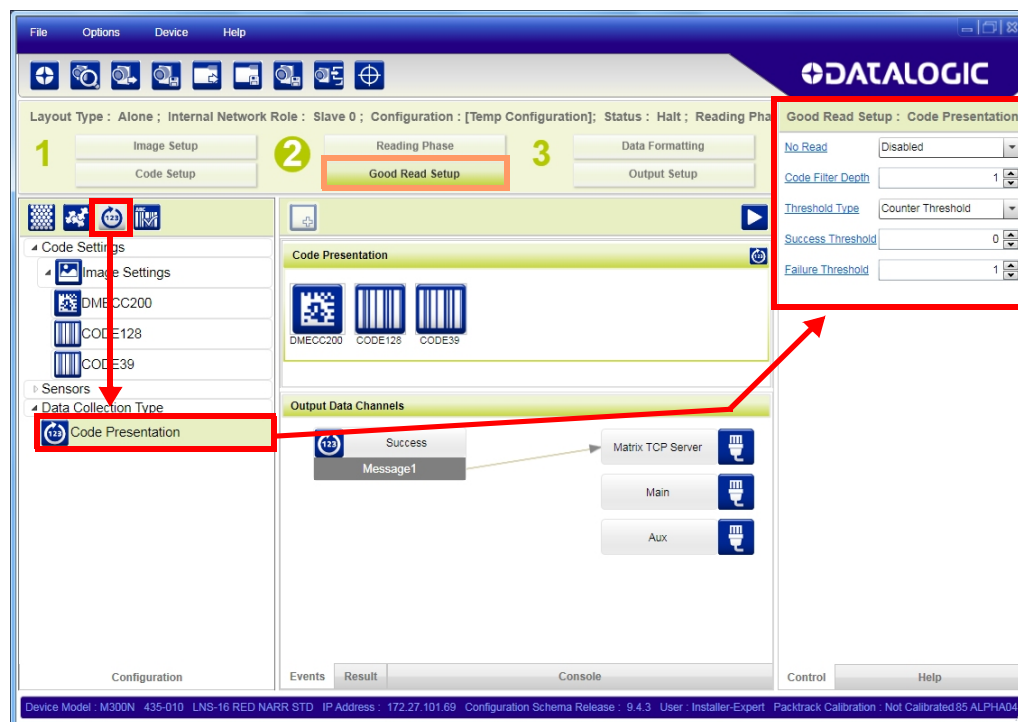 File Options Device Help
DATALOGIC
Layout Type : Alone ; Internal Network Role : Slave 0 ; Configuration : [Temp Configuration]; Status : Halt ; Reading Pha
1 Image Setup
Code Setup
2 Reading Phase
Good Read Setup
3 Data Formatting
Output Setup
Good Read Setup : Code Presentation
No Read Disabled
Code Filter Depth 1
Threshold Type Counter Threshold
Success Threshold 0
Failure Threshold 1
123
Code Settings
Image Settings
DMECC200
CODE128
CODE39
Sensors
Data Collection Type
123 Code Presentation
Configuration
Code Presentation
DMECC200 CODE128 CODE39
Output Data Channels
123 Success
Message1
Matrix TCP Server
Main
Aux
Events Result Console
Control Help
Device Model : M300N 435-010 LNS-16 RED NARR STD IP Address : 172.27.101.69 Configuration Schema Release : 9.4.3 User : Installer-Expert Packtrack Calibration : Not Calibrated 85 ALPHA04